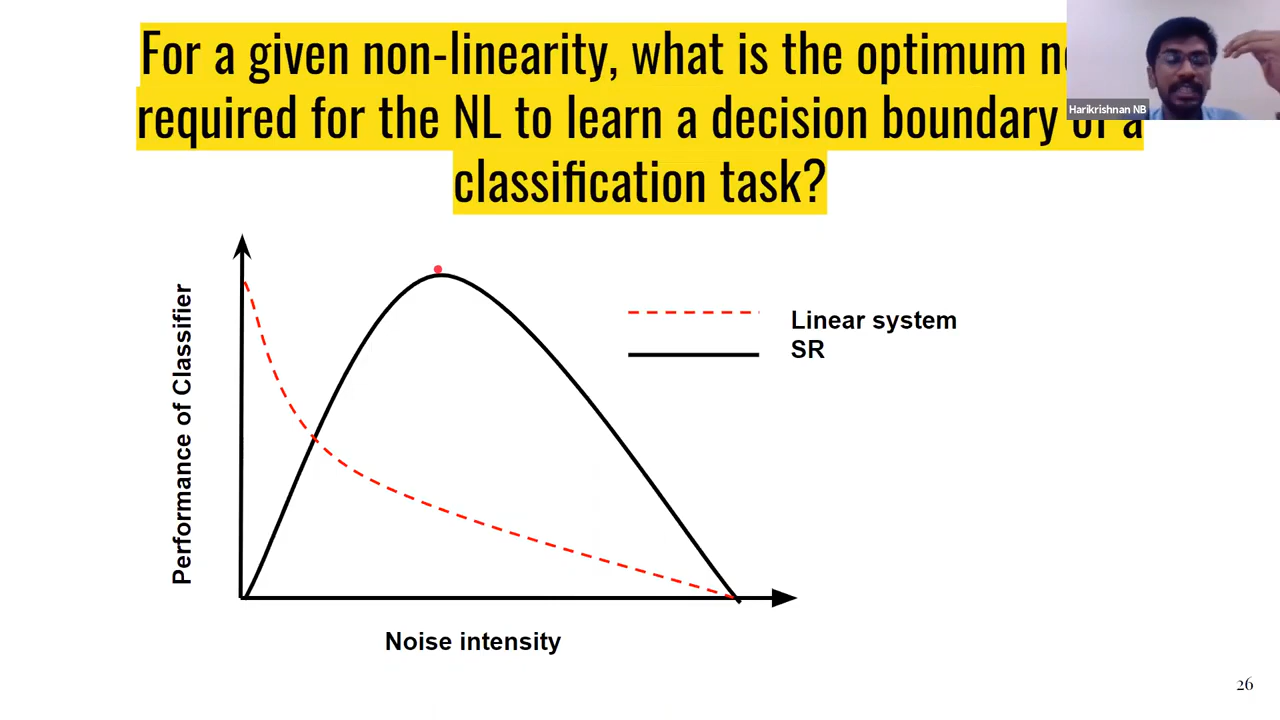 For a given non-linearity, what is the optimum
required for the NL to learn a decision boundary of a
classification task?
Harikrishnan NB
Performance of Classifier
Linear system
SR
Noise intensity
26